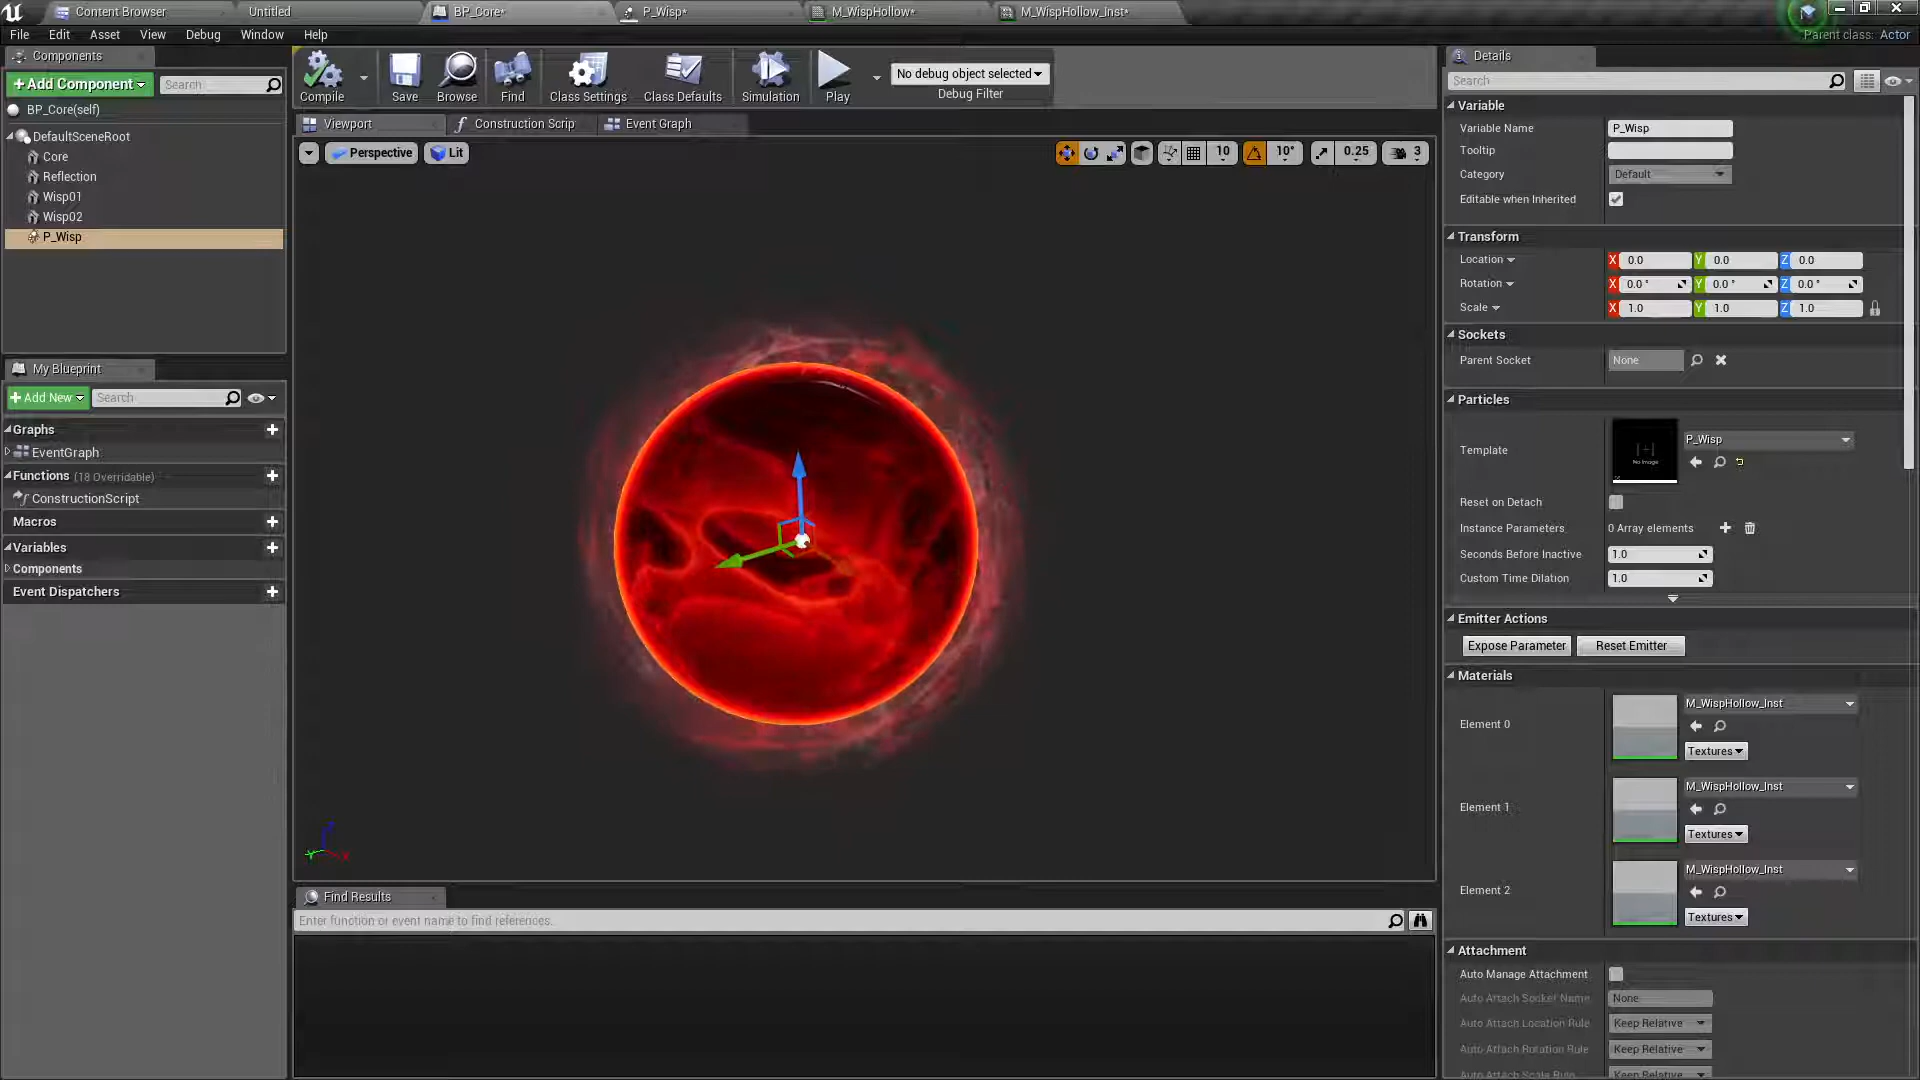 Content Browser
Untitled
BP_Core*
P_Wisp*
M_WispHollow*
M_WispHollow_Inst*
File Edit Asset View Debug Window Help
Parent class: Actor
Components
+Add Component
Search
BP_Core(self)
DefaultSceneRoot
Core
Reflection
Wisp01
Wisp02
P_Wisp
My Blueprint
+Add New
Search
Graphs
EventGraph
Functions (18 Overridable)
ConstructionScript
Macros
Variables
Components
Event Dispatchers
Compile
Save
Browse
Find
Class Settings
Class Defaults
Simulation
Play
No debug object selected
Debug Filter
Viewport
Construction Scrip
Event Graph
Perspective
Lit
10
10°
0.25
3
Find Results
Enter function or event name to find references.
Details
Search
Variable
Variable Name P_Wisp
Tooltip
Category Default
Editable when Inherited
Transform
Location X 0.0 Y 0.0 Z 0.0
Rotation X 0.0 ° Y 0.0 ° Z 0.0 °
Scale X 1.0 Y 1.0 Z 1.0
Sockets
Parent Socket None
Particles
Template
No Image
P_Wisp
Reset on Detach
Instance Parameters 0 Array elements
Seconds Before Inactive 1.0
Custom Time Dilation 1.0
Emitter Actions
Expose Parameter Reset Emitter
Materials
Element 0
M_WispHollow_Inst
Textures
Element 1
M_WispHollow_Inst
Textures
Element 2
M_WispHollow_Inst
Textures
Attachment
Auto Manage Attachment
Auto Attach Socket Name None
Auto Attach Location Rule Keep Relative
Auto Attach Rotation Rule Keep Relative
Auto Attach Scale Rule Keep Relative